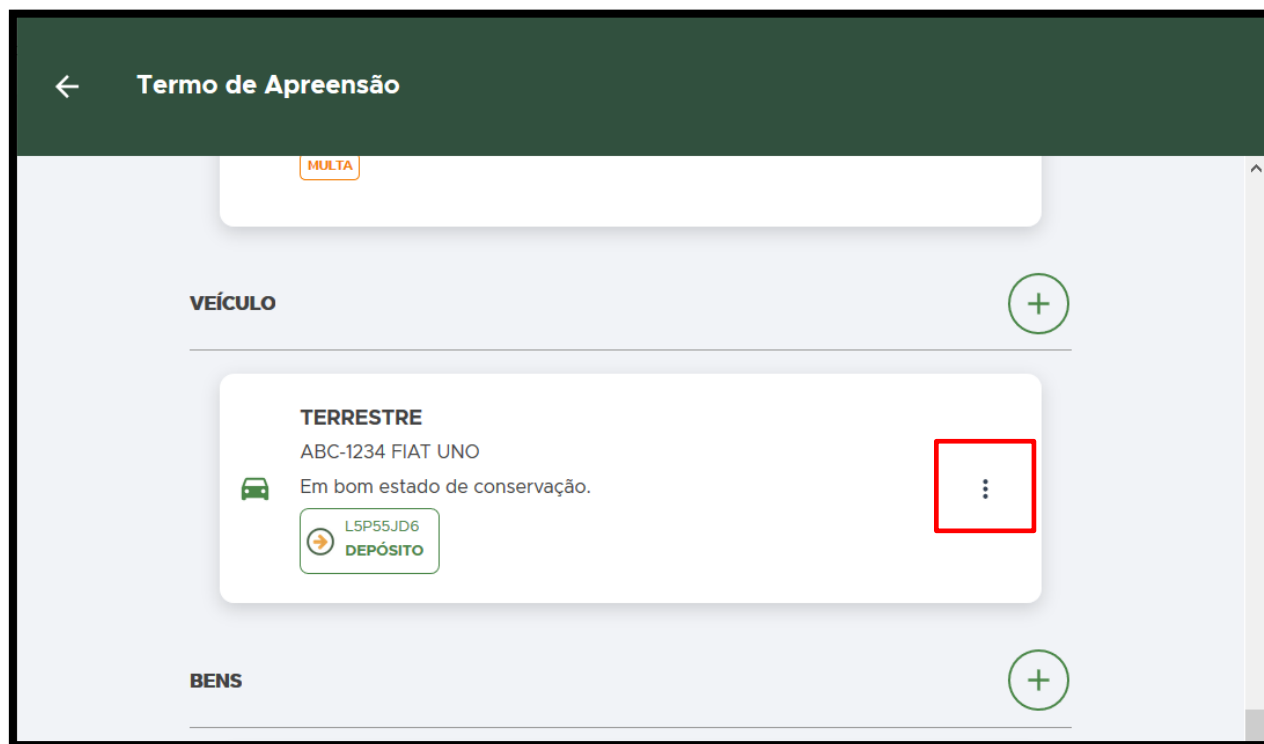 Termo de Apreensão
MULTA
VEÍCULO
TERRESTRE
ABC-1234 FIAT UNO
Em bom estado de conservação.
L5P55JD6
DEPÓSITO
BENS